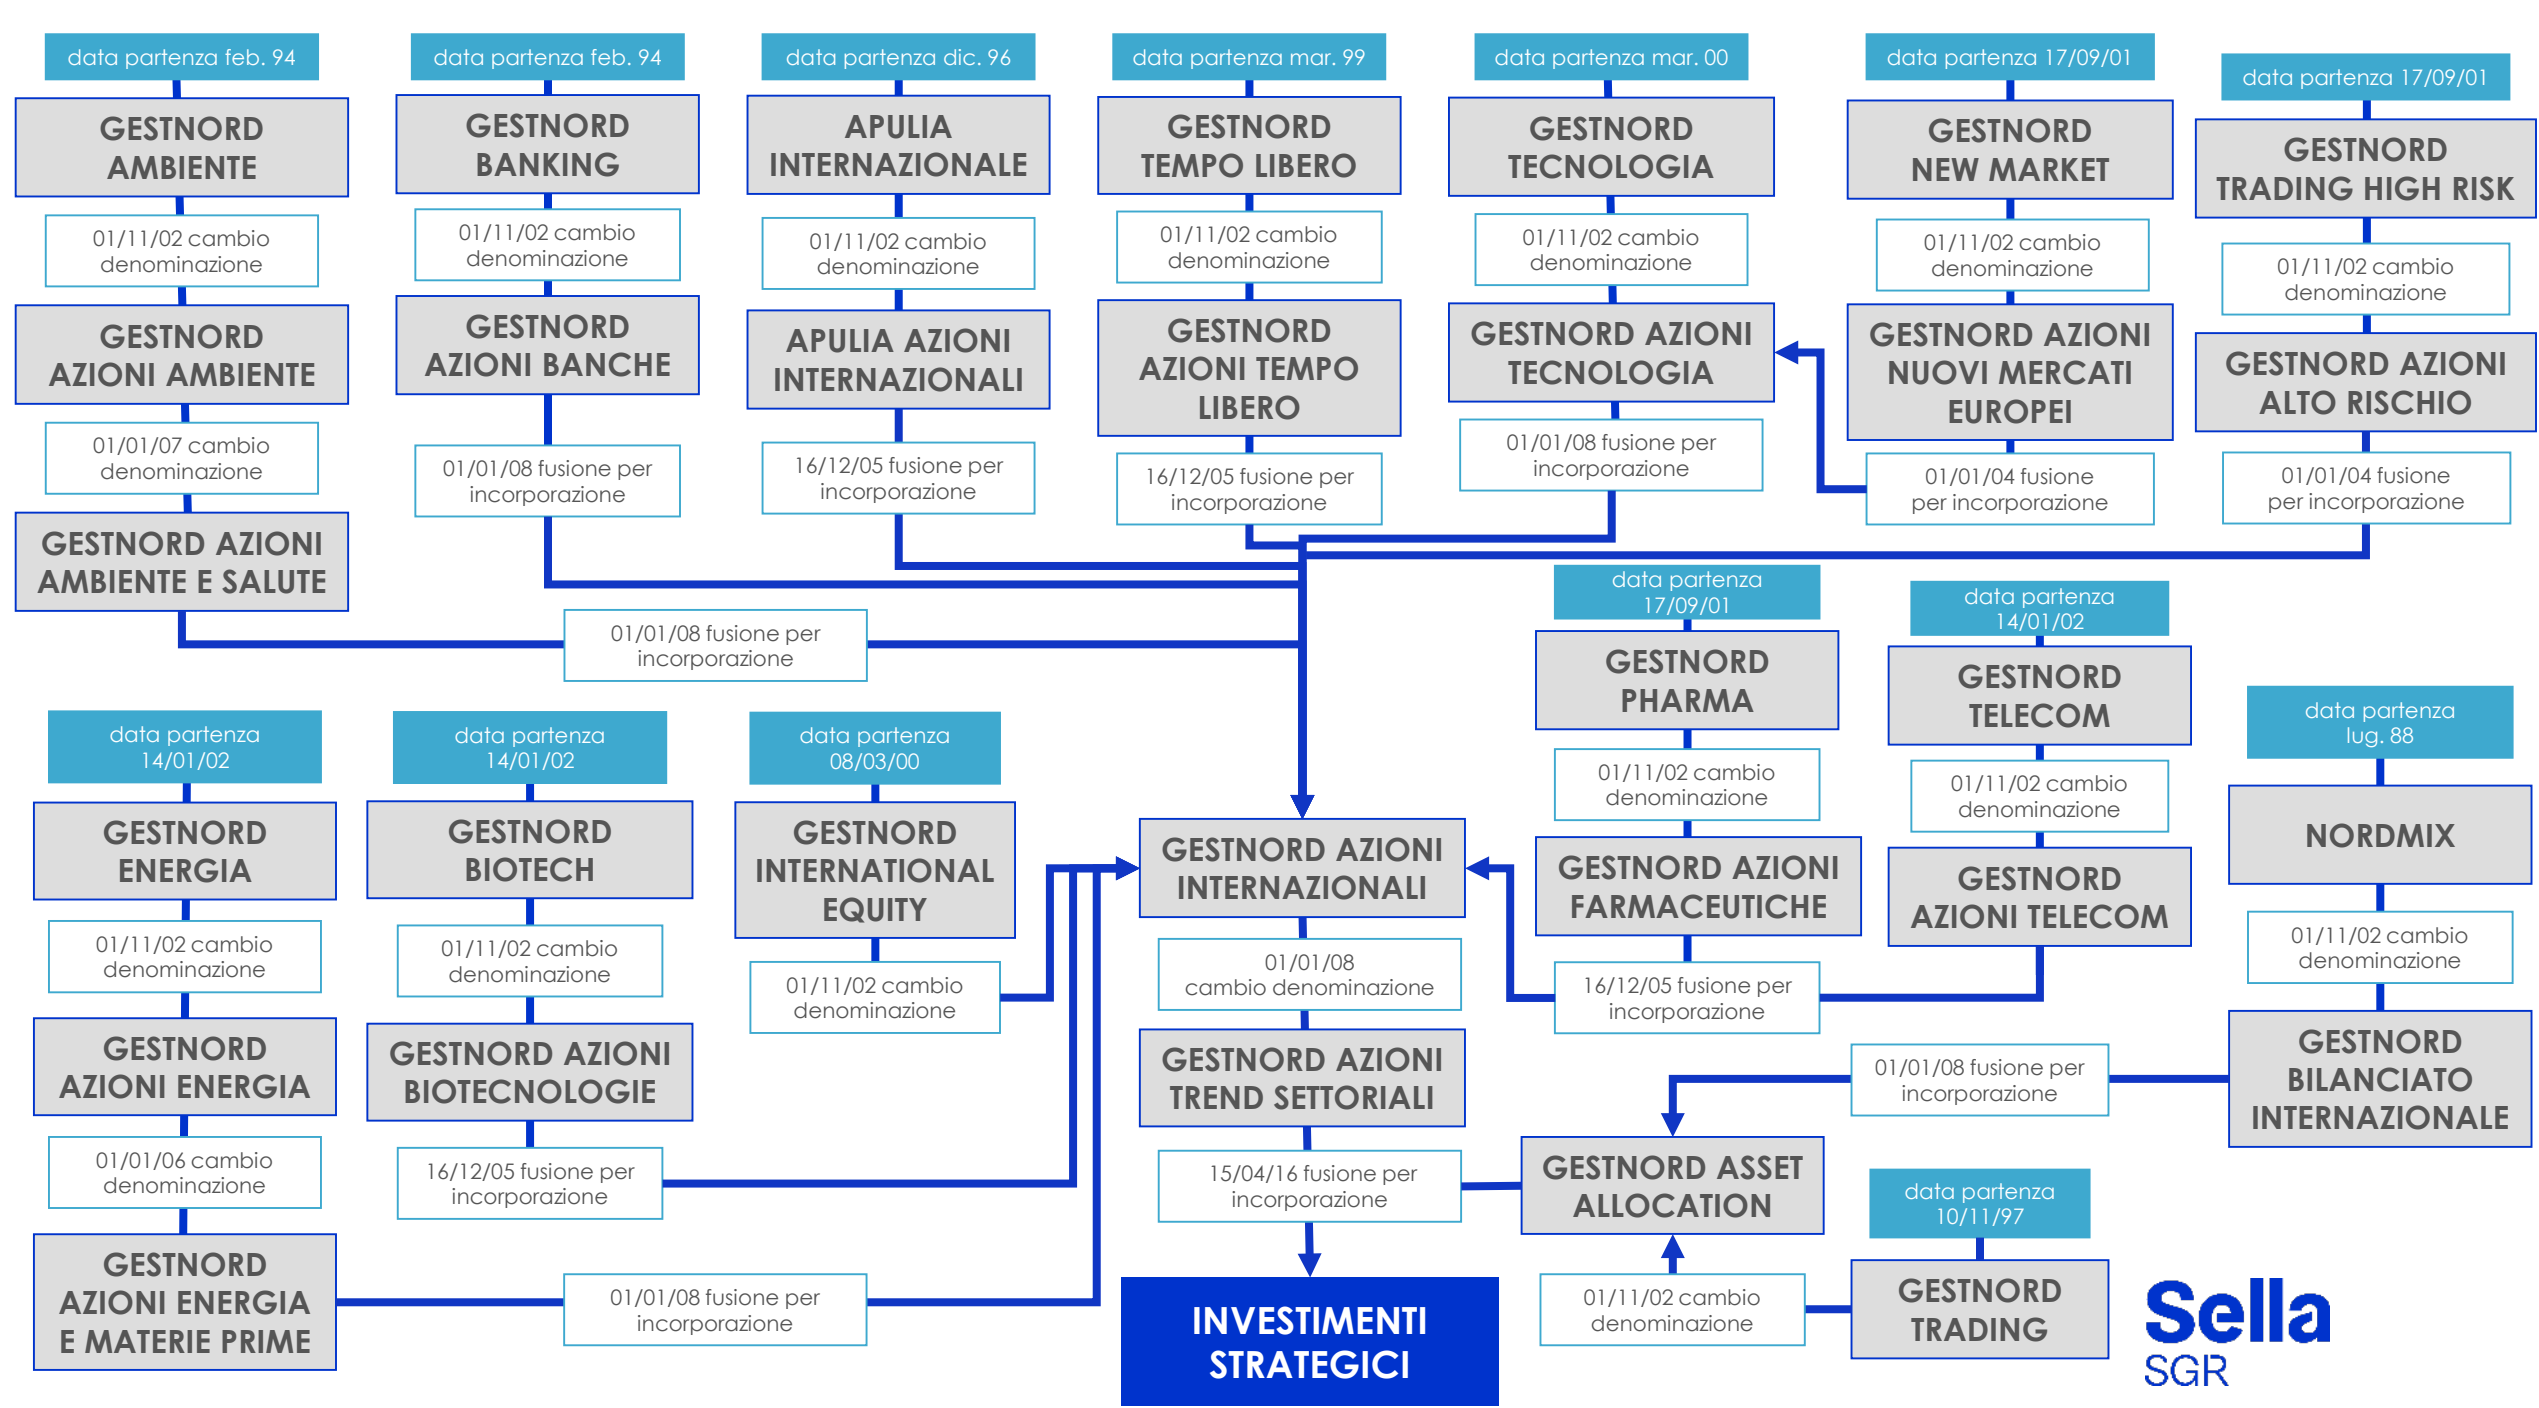 data partenza feb. 94
GESTNORD
AMBIENTE
01/11/02 cambio
denominazione
GESTNORD
AZIONI AMBIENTE
01/01/07 cambio
denominazione
GESTNORD AZIONI
AMBIENTE E SALUTE
01/01/08 fusione per
incorporazione
data partenza feb. 94
GESTNORD
BANKING
01/11/02 cambio
denominazione
GESTNORD
AZIONI BANCHE
01/01/08 fusione per
incorporazione
data partenza dic. 96
APULIA
INTERNAZIONALE
01/11/02 cambio
denominazione
APULIA AZIONI
INTERNAZIONALI
16/12/05 fusione per
incorporazione
data partenza mar. 99
GESTNORD
TEMPO LIBERO
01/11/02 cambio
denominazione
GESTNORD
AZIONI TEMPO
LIBERO
16/12/05 fusione per
incorporazione
data partenza mar. 00
GESTNORD
TECNOLOGIA
01/11/02 cambio
denominazione
GESTNORD AZIONI
TECNOLOGIA
01/01/08 fusione per
incorporazione
data partenza 17/09/01
GESTNORD
NEW MARKET
01/11/02 cambio
denominazione
GESTNORD AZIONI
NUOVI MERCATI
EUROPEI
01/01/04 fusione
per incorporazione
data partenza 17/09/01
GESTNORD
TRADING HIGH RISK
01/11/02 cambio
denominazione
GESTNORD AZIONI
ALTO RISCHIO
01/01/04 fusione
per incorporazione
data partenza
14/01/02
GESTNORD
ENERGIA
01/11/02 cambio
denominazione
GESTNORD
AZIONI ENERGIA
01/01/06 cambio
denominazione
GESTNORD
AZIONI ENERGIA
E MATERIE PRIME
01/01/08 fusione per
incorporazione
data partenza
14/01/02
GESTNORD
BIOTECH
01/11/02 cambio
denominazione
GESTNORD AZIONI
BIOTECNOLOGIE
16/12/05 fusione per
incorporazione
data partenza
08/03/00
GESTNORD
INTERNATIONAL
EQUITY
01/11/02 cambio
denominazione
GESTNORD AZIONI
INTERNAZIONALI
01/01/08
cambio denominazione
GESTNORD AZIONI
TREND SETTORIALI
15/04/16 fusione per
incorporazione
INVESTIMENTI
STRATEGICI
data partenza
17/09/01
GESTNORD
PHARMA
01/11/02 cambio
denominazione
GESTNORD AZIONI
FARMACEUTICHE
16/12/05 fusione per
incorporazione
data partenza
14/01/02
GESTNORD
TELECOM
01/11/02 cambio
denominazione
GESTNORD
AZIONI TELECOM
data partenza
lug. 88
NORDMIX
01/11/02 cambio
denominazione
GESTNORD
BILANCIATO
INTERNAZIONALE
01/01/08 fusione per
incorporazione
GESTNORD ASSET
ALLOCATION
01/11/02 cambio
denominazione
data partenza
10/11/97
GESTNORD
TRADING
Sella
SGR